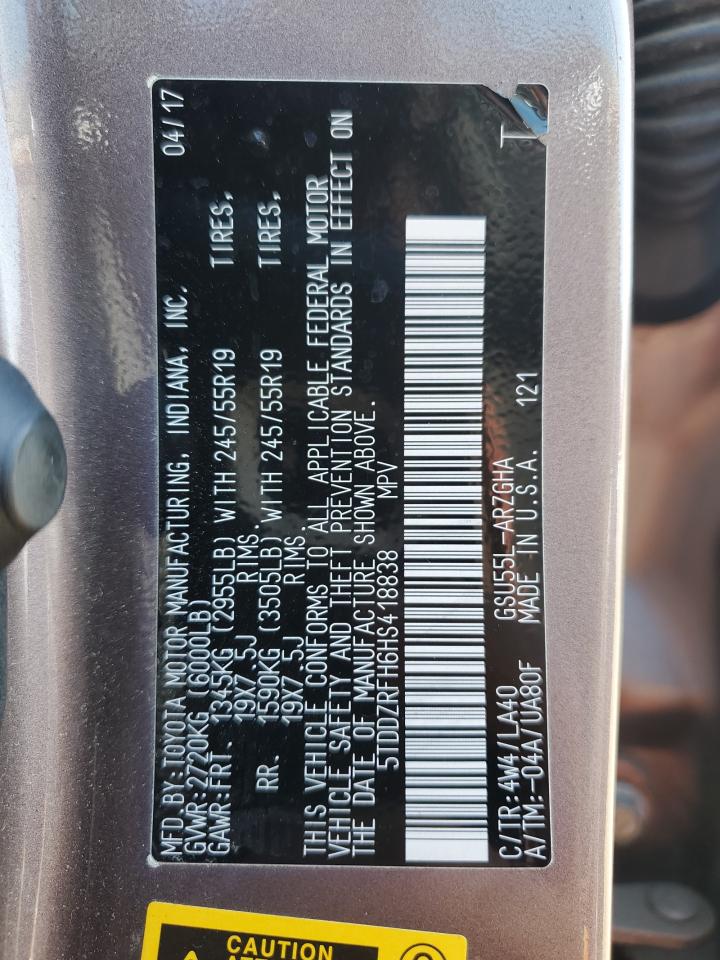 MFD.BY:TOYOTA MOTOR MANUFACTURING, INDIANA, INC. 04/17
GVWR:2720KG (6000LB)
GAWR:FRT. 1345KG (2955LB) WITH 245/55R19 TIRES,
19X7.5J RIMS.
RR. 1590KG (3505LB) WITH 245/55R19 TIRES,
19X7.5J RIMS.
THIS VEHICLE CONFORMS TO ALL APPLICABLE FEDERAL MOTOR
VEHICLE SAFETY AND THEFT PREVENTION STANDARDS IN EFFECT ON
THE DATE OF MANUFACTURE SHOWN ABOVE.
5TDDZRFH6HS418838 MPV
C/TR:4W4/LA40 GSU55L-ARZGHA T
A/TM:-04A/UA80F MADE IN U.S.A. 121
CAUTION